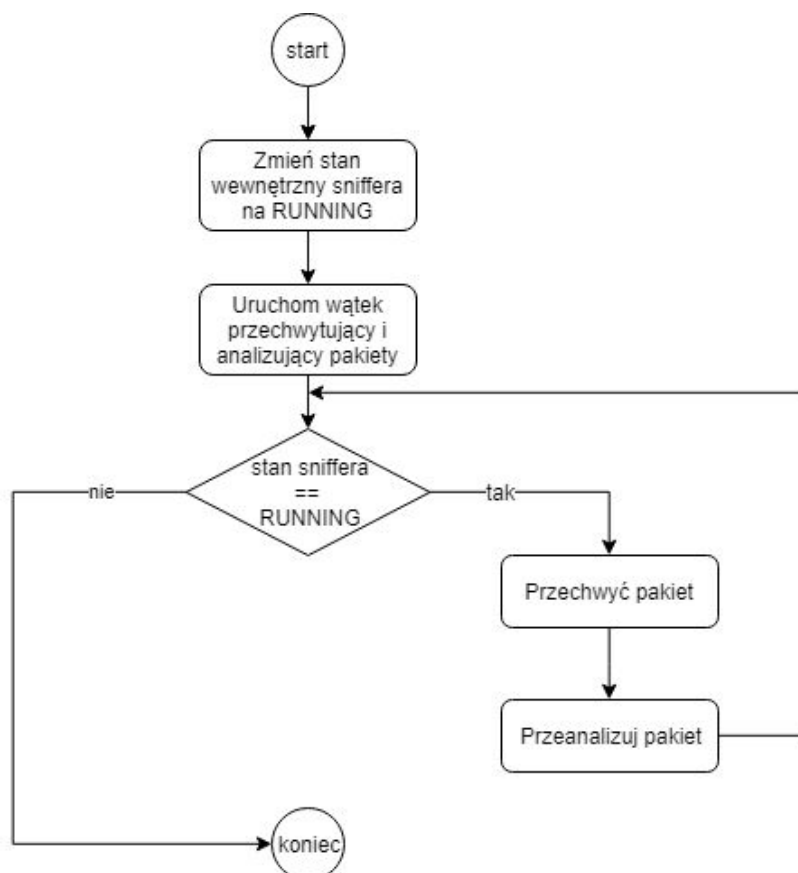 start
Zmień stan
wewnętrzny sniffera
na RUNNING
Uruchom wątek
przechwytujący i
analizujący pakiety
stan sniffera
==
RUNNING
nie
tak
Przechwyć pakiet
Przeanalizuj pakiet
koniec